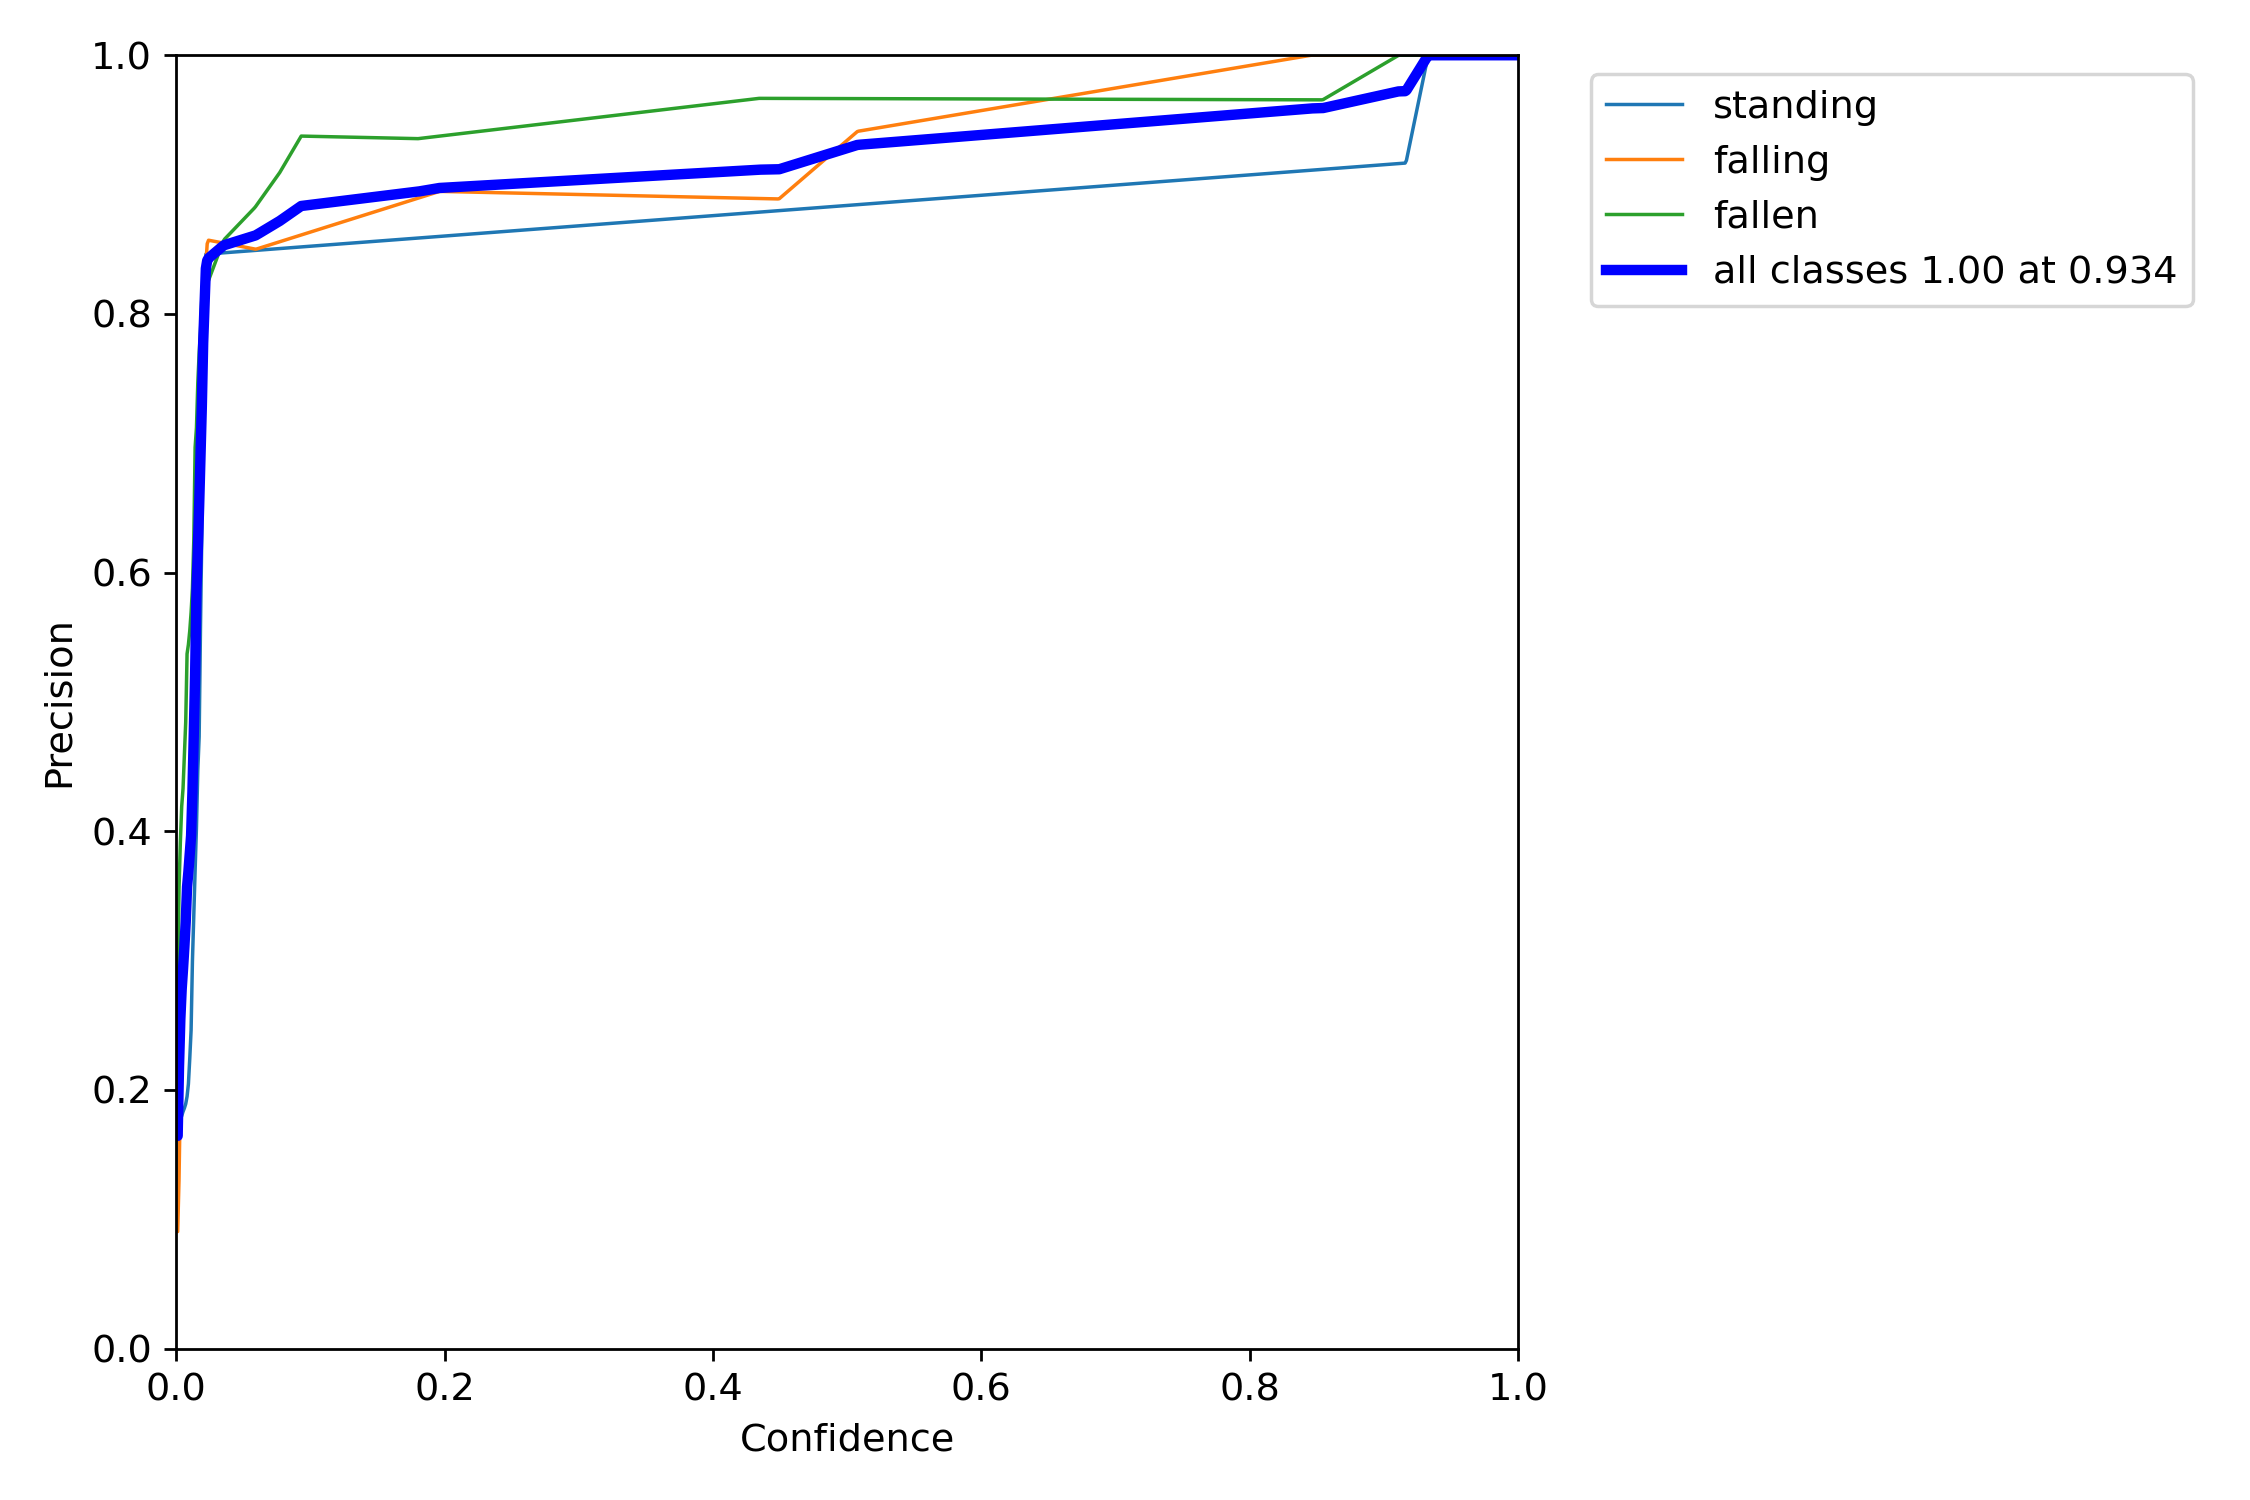 1.0
0.8
0.6
0.4
0.2
0.0
Precision
0.0 0.2 0.4 0.6 0.8 1.0
Confidence
standing
falling
fallen
all classes 1.00 at 0.934